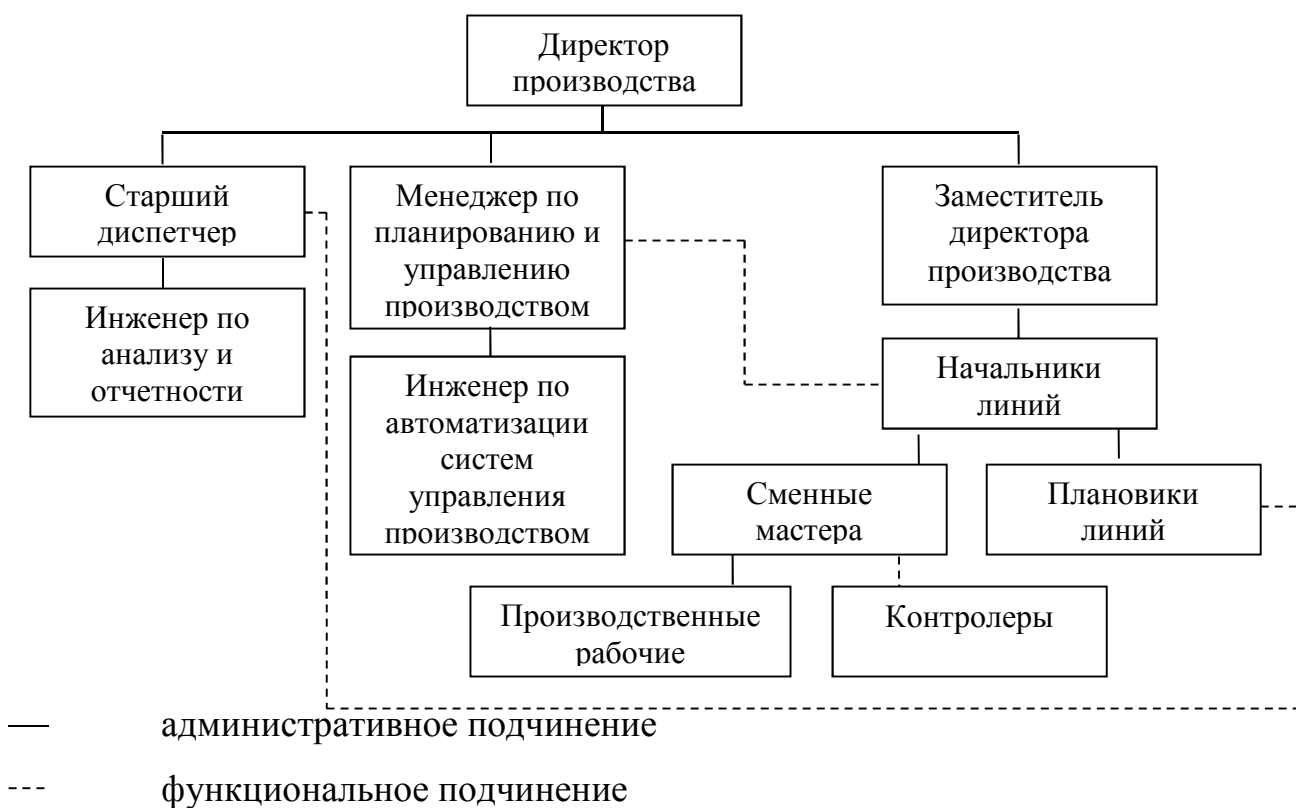 Директор
производства
Старший
диспетчер
Менеджер по
планированию и
управлению
производством
Заместитель
директора
производства
Инженер по
анализу и
отчетности
Инженер по
автоматизации
систем
управления
производством
Начальники
линий
Сменные
мастера
Плановики
линий
Производственные
рабочие
Контролеры
административное подчинение
функциональное подчинение